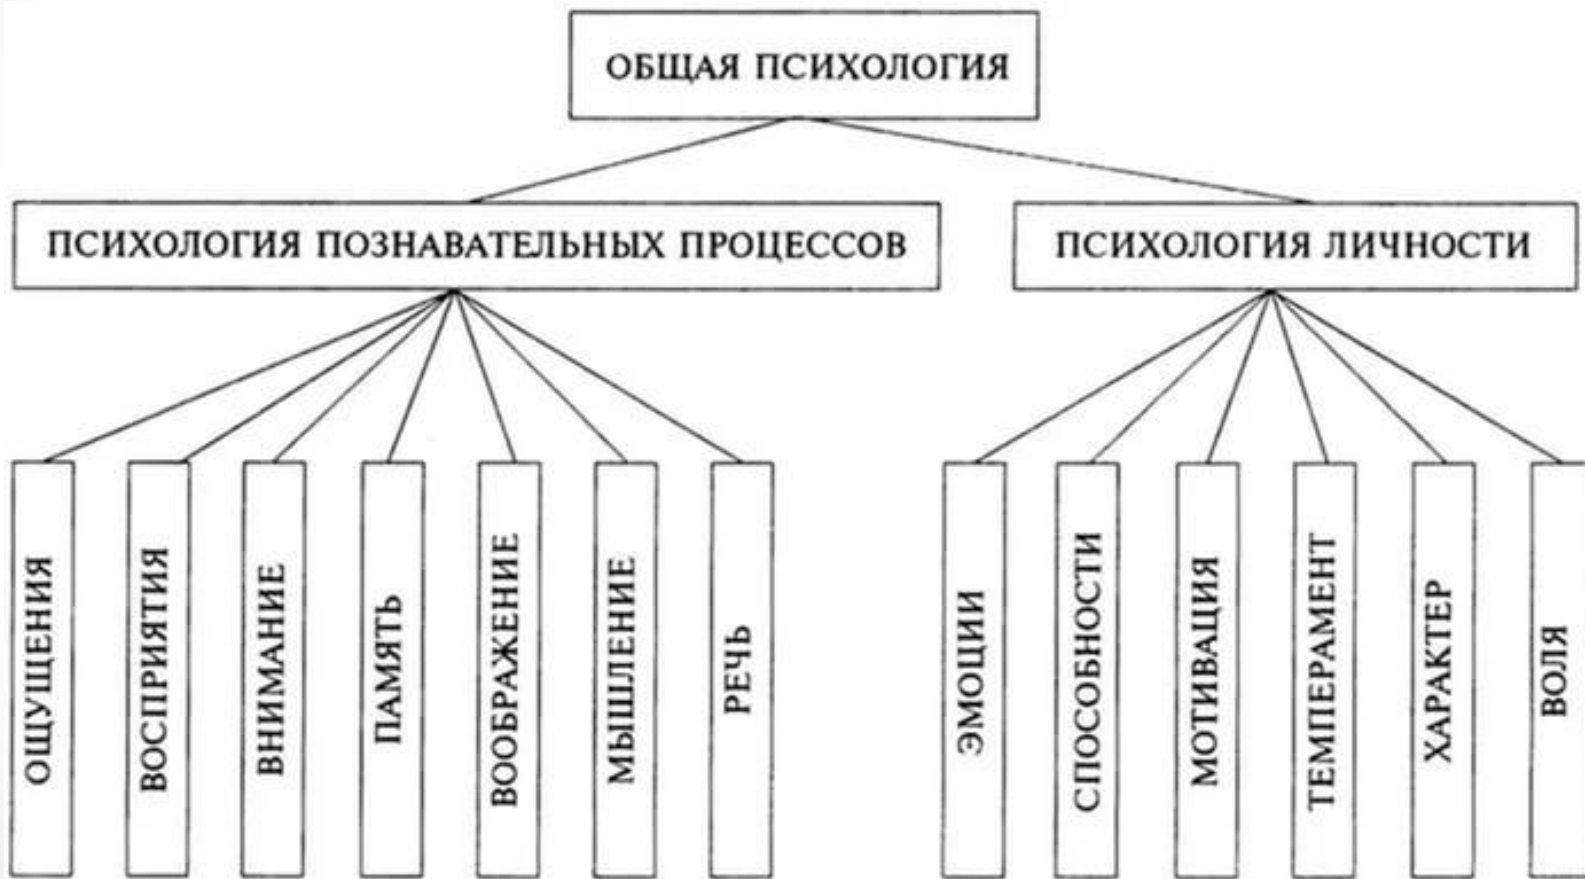 ОБЩАЯ ПСИХОЛОГИЯ
ПСИХОЛОГИЯ ПОЗНАВАТЕЛЬНЫХ ПРОЦЕССОВ
ПСИХОЛОГИЯ ЛИЧНОСТИ
ОЩУЩЕНИЯ
ВОСПРИЯТИЯ
ВНИМАНИЕ
ПАМЯТЬ
ВООБРАЖЕНИЕ
МЫШЛЕНИЕ
РЕЧЬ
ЭМОЦИИ
СПОСОБНОСТИ
МОТИВАЦИЯ
ТЕМПЕРАМЕНТ
ХАРАКТЕР
ВОЛЯ